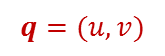 q = (u, v)